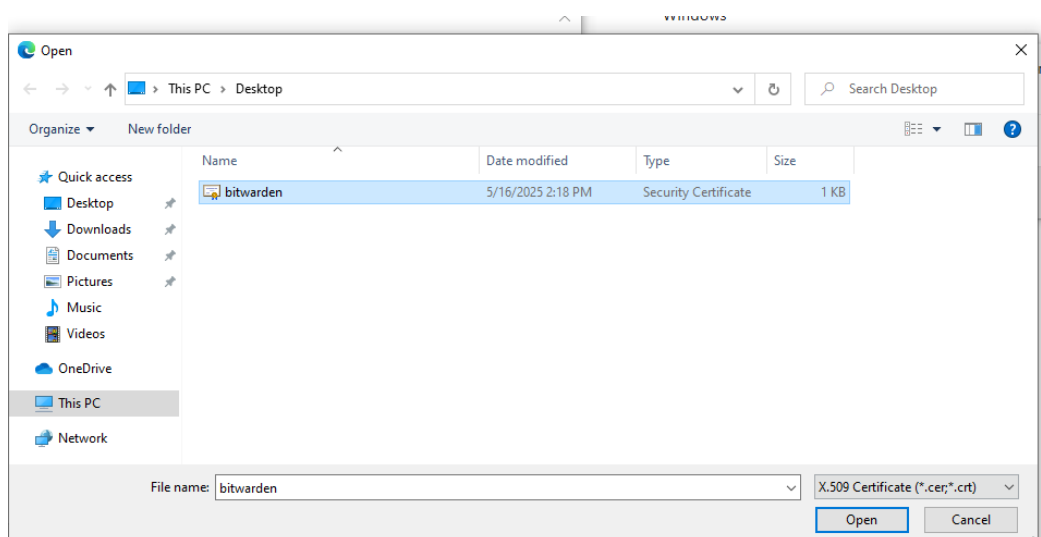 Windows
Open
This PC > Desktop
Search Desktop
Organize
New folder
Name Date modified Type Size
Quick access
bitwarden 5/16/2025 2:18 PM Security Certificate 1 KB
Desktop
Downloads
Documents
Pictures
Music
Videos
OneDrive
This PC
Network
File name: bitwarden X.509 Certificate (*.cer;*.crt)
Open Cancel